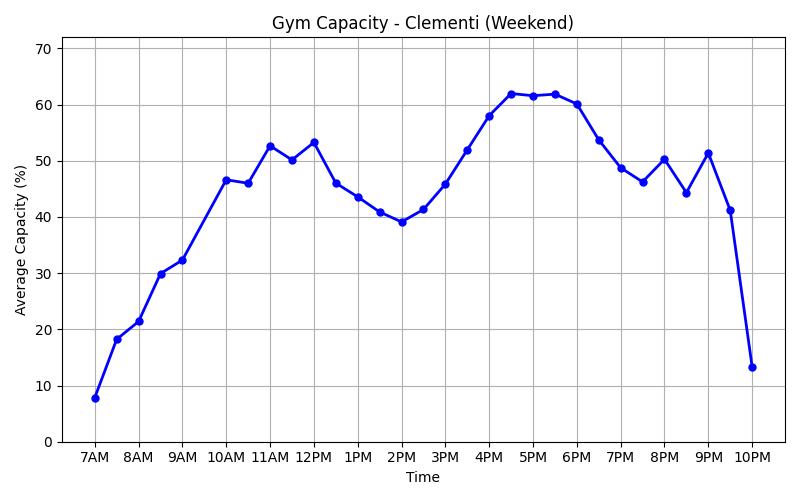 Gym Capacity - Clementi (Weekend)
Average Capacity (%)
70
60
50
40
30
20
10
0
7AM 8AM 9AM 10AM 11AM 12PM 1PM 2PM 3PM 4PM 5PM 6PM 7PM 8PM 9PM 10PM
Time